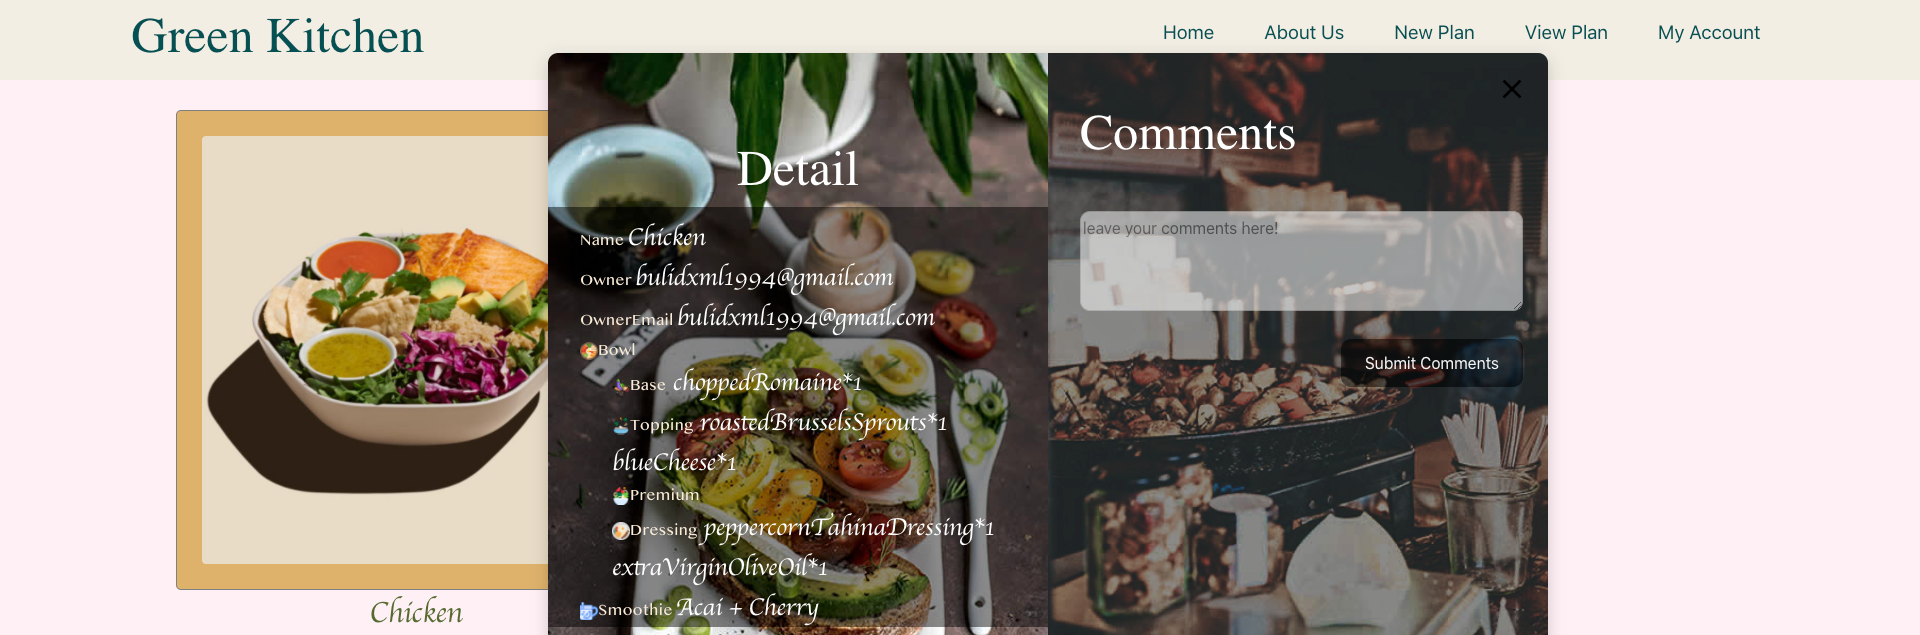 Green Kitchen
Home About Us New Plan View Plan My Account
Detail
Name Chicken
Owner bulidxml1994@gmail.com
OwnerEmail bulidxml1994@gmail.com
Bowl
Base choppedRomaine*1
Topping roastedBrusselsSprouts*1
blueCheese*1
Premium
Dressing peppercornTahinaDressing*1
extraVirginOliveOil*1
Smoothie Acai + Cherry
Comments
leave your comments here!
Submit Comments
Chicken